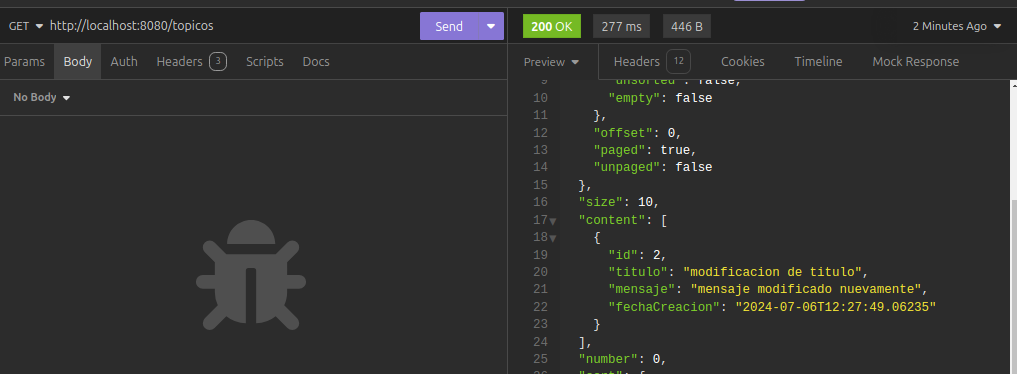 GET http://localhost:8080/topicos Send
Params Body Auth Headers 3 Scripts Docs
No Body
200 OK 277 ms 446 B 2 Minutes Ago
Preview Headers 12 Cookies Timeline Mock Response
9 "unsorted": false,
10 "empty": false
11 },
12 "offset": 0,
13 "paged": true,
14 "unpaged": false
15 },
16 "size": 10,
17 "content": [
18 {
19 "id": 2,
20 "titulo": "modificacion de titulo",
21 "mensaje": "mensaje modificado nuevamente",
22 "fechaCreacion": "2024-07-06T12:27:49.06235"
23 }
24 ],
25 "number": 0,